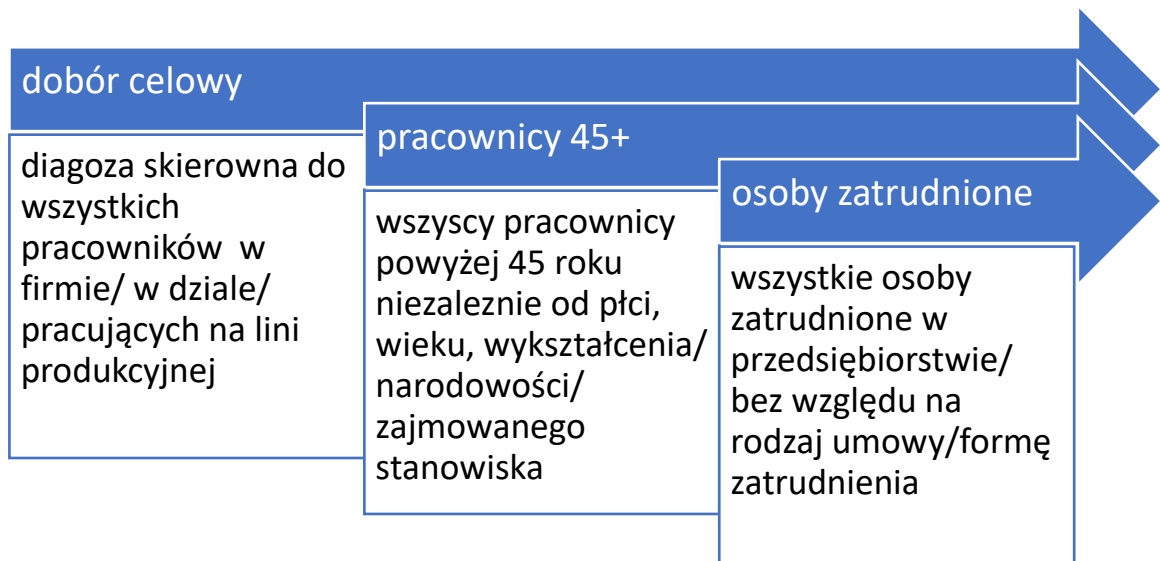 dobór celowy
diagoza skierowna do
wszystkich
pracowników w
firmie/ w dziale/
pracujących na lini
produkcyjnej
pracownicy 45+
wszyscy pracownicy
powyżej 45 roku
niezaleznie od płci,
wieku, wykształcenia/
narodowości/
zajmowanego
stanowiska
osoby zatrudnione
wszystkie osoby
zatrudnione w
przedsiębiorstwie/
bez względu na
rodzaj umowy/formę
zatrudnienia